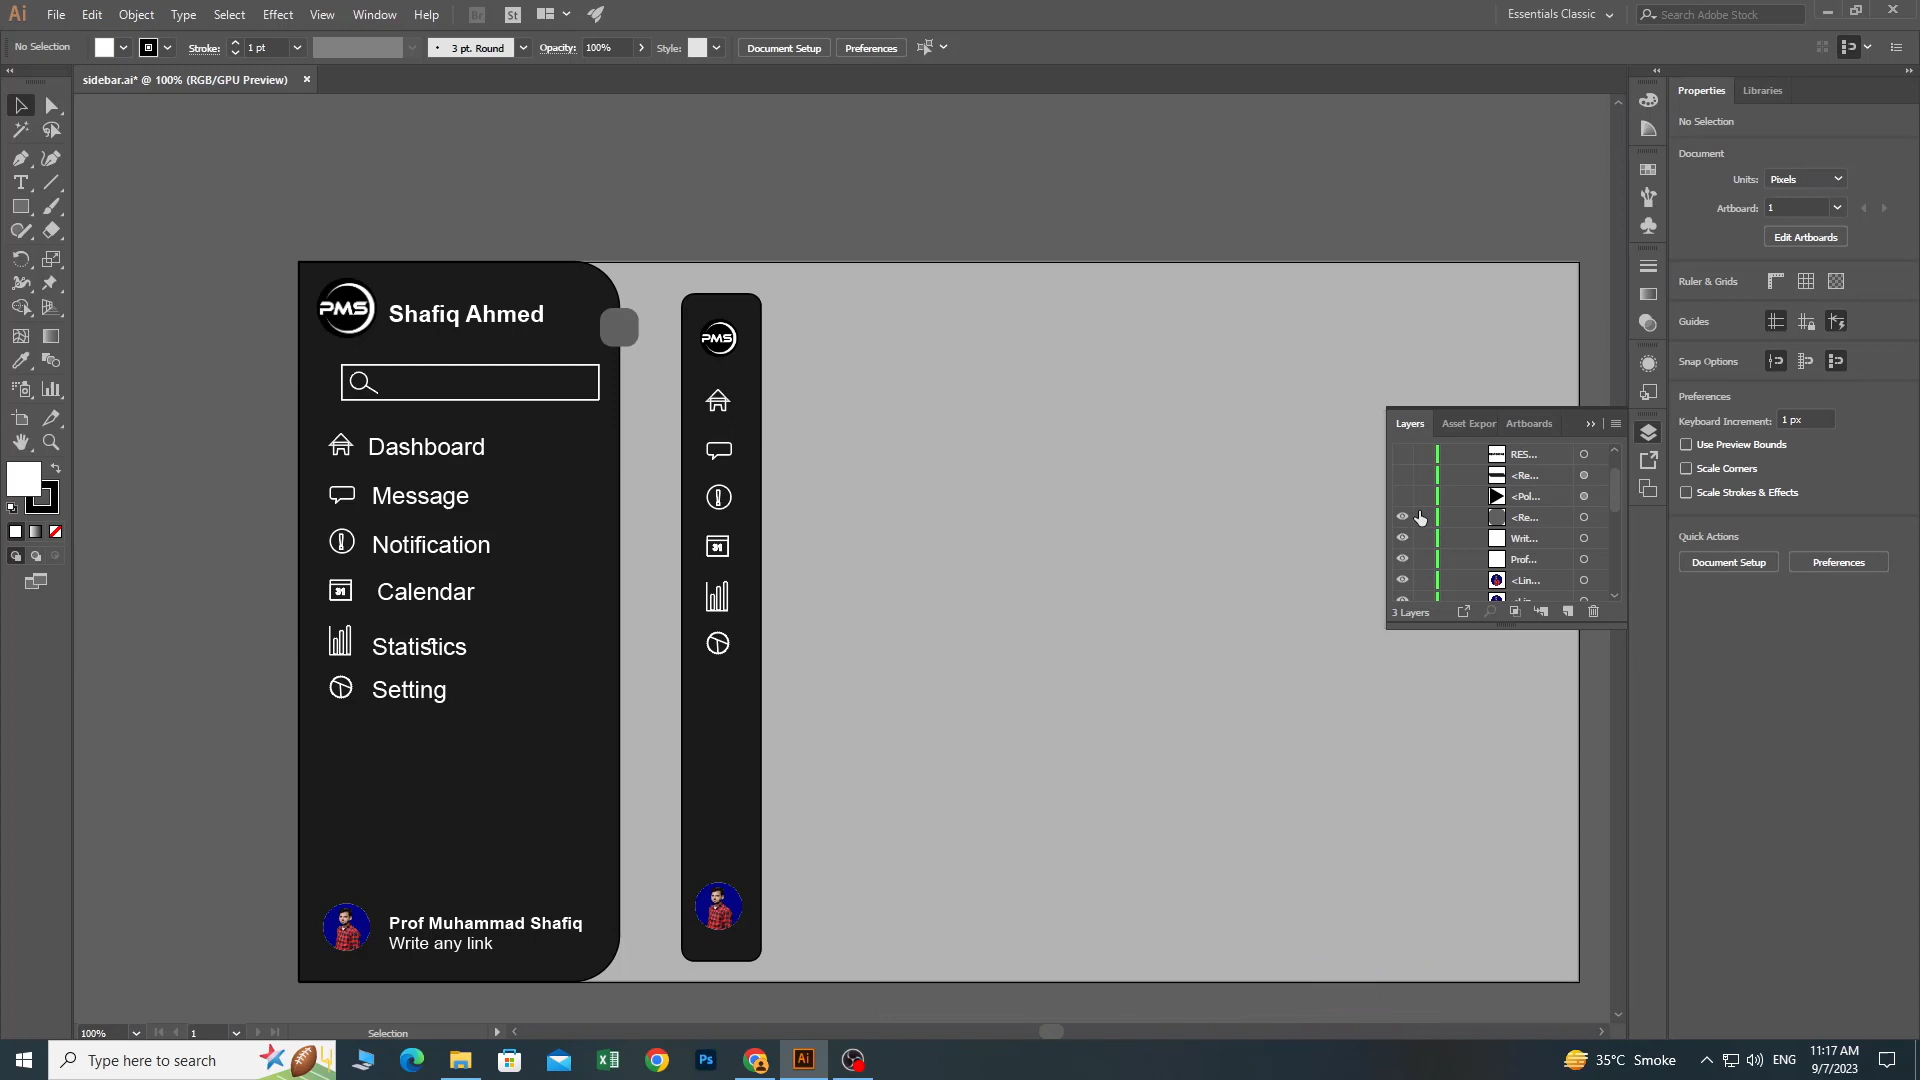 Ai File Edit Object Type Select Effect View Window Help Br St Essentials Classic Search Adobe Stock
No Selection Stroke: 1 pt 3 pt. Round Opacity: 100% Style: Document Setup Preferences
sidebar.ai* @ 100% (RGB/GPU Preview) ×
Properties Libraries
No Selection
Document
Units: Pixels
Artboard: 1
Edit Artboards
Ruler & Grids
Guides
Snap Options
Preferences
Keyboard Increment: 1 px
Use Preview Bounds
Scale Corners
Scale Strokes & Effects
Quick Actions
Document Setup Preferences
PMS Shafiq Ahmed
Dashboard
Message
Notification
31 Calendar
Statistics
Setting
Prof Muhammad Shafiq
Write any link
PMS
31
Layers Asset Expor Artboards
RES...
<Re...
<Pol...
<Re...
Writ...
Prof...
<Lin...
3 Layers
100% 1 Selection
Type here to search
Ps Ai
35°C Smoke ENG 11:17 AM
9/7/2023